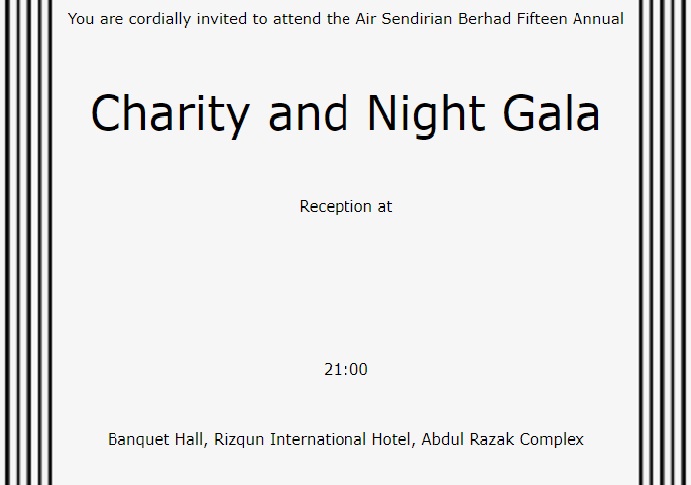 You are cordially invited to attend the Air Sendirian Berhad Fifteen Annual
Charity and Night Gala
Reception at
21:00
Banquet Hall, Rizqun International Hotel, Abdul Razak Complex